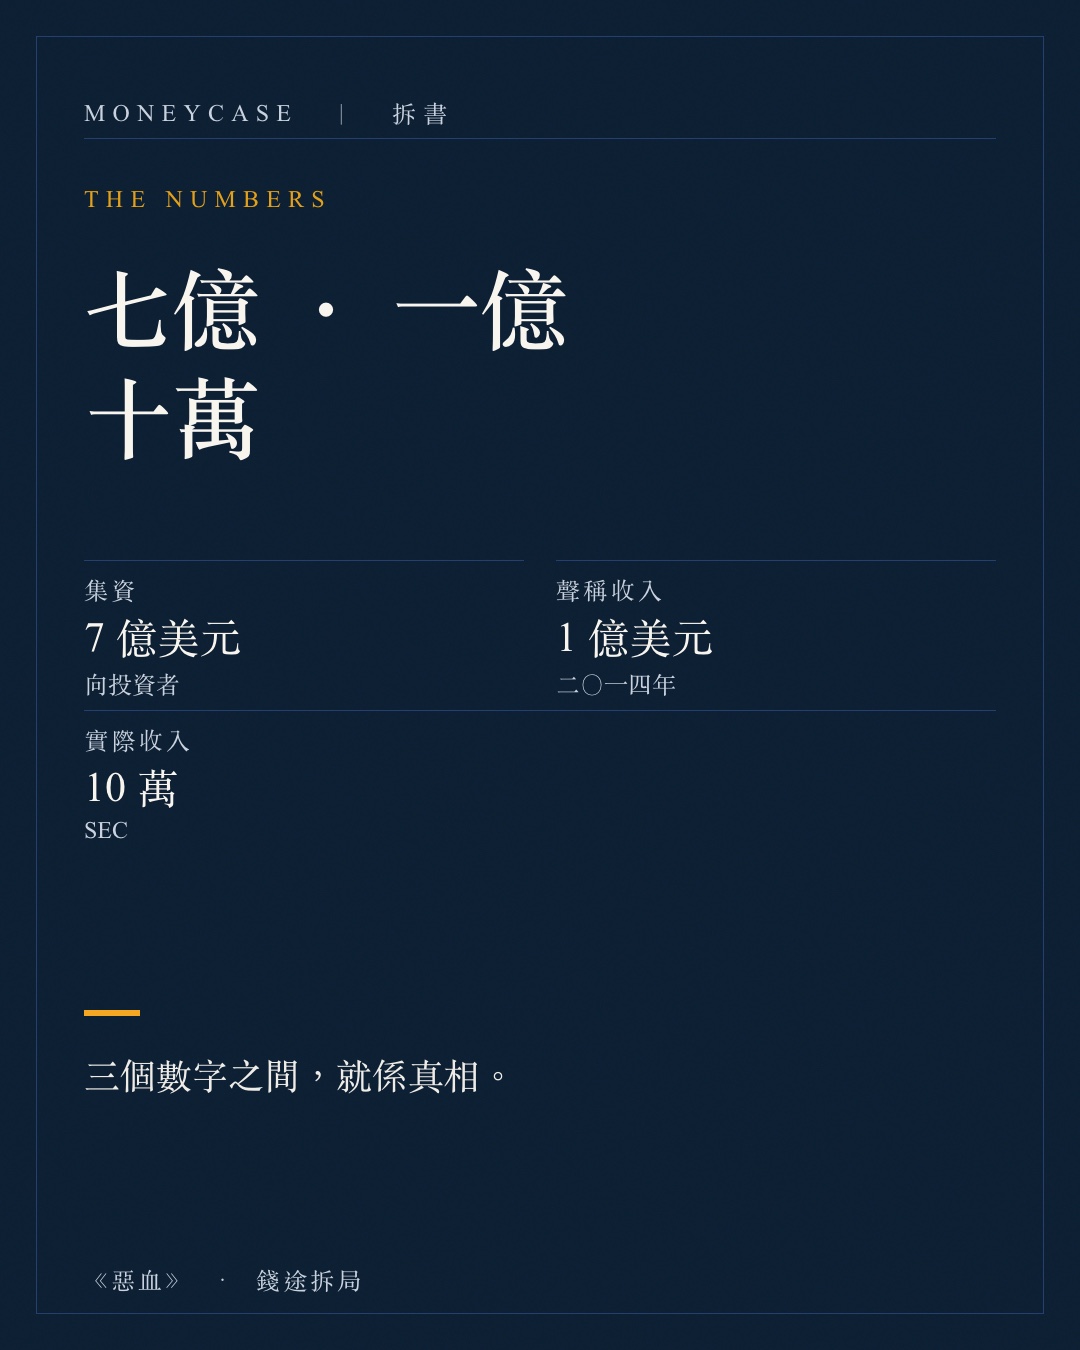 MONEYCASE | 拆書
THE NUMBERS
七億 · 一億
十萬
集資
7 億美元
向投資者
聲稱收入
1 億美元
二〇一四年
實際收入
10 萬
SEC
三個數字之間，就係真相。
《惡血》 · 錢途拆局